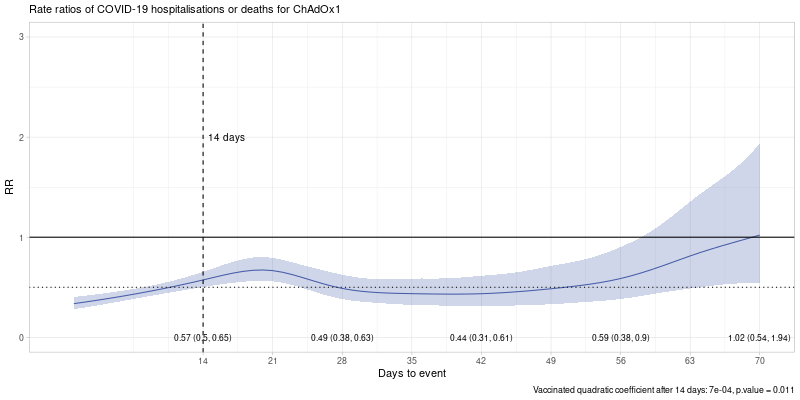 Rate ratios of COVID-19 hospitalisations or deaths for ChAdOx1
3
2
1
0
RR
14 days
0.57 (0.5, 0.65) 0.49 (0.38, 0.63) 0.44 (0.31, 0.61) 0.59 (0.38, 0.9) 1.02 (0.54, 1.94)
14 21 28 35 42 49 56 63 70
Days to event
Vaccinated quadratic coefficient after 14 days: 7e-04, p.value = 0.011